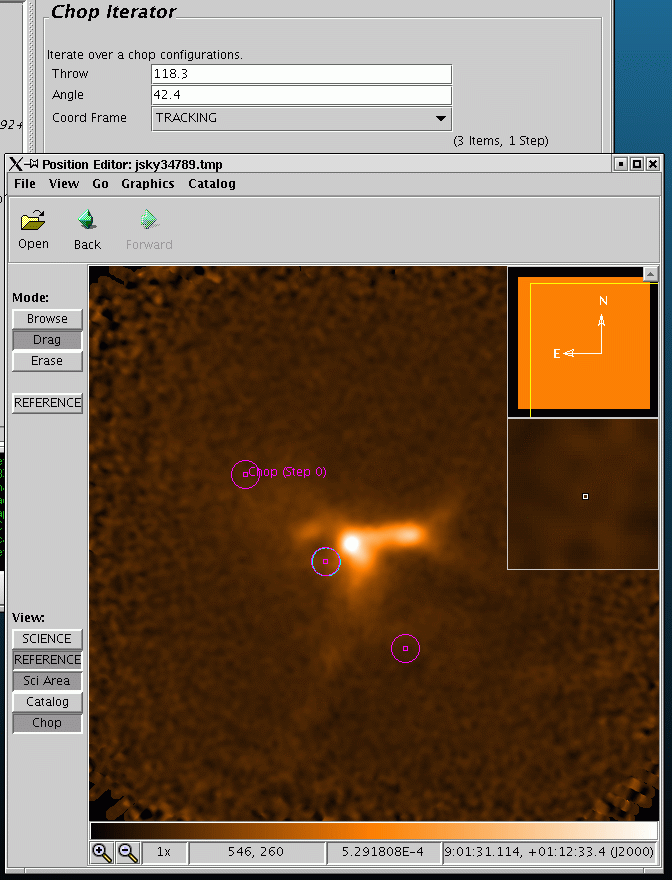 Chop Iterator
Iterate over a chop configurations.
Throw 118.3
Angle 42.4
Coord Frame TRACKING
92+
(3 Items, 1 Step)
Position Editor: jsky34789.tmp
File View Go Graphics Catalog
Open Back Forward
Mode:
Browse
Drag
Erase
REFERENCE
N
E
Chop (Step 0)
View:
SCIENCE
REFERENCE
Sci Area
Catalog
Chop
1x 546, 260 5.291808E-4 9:01:31.114, +01:12:33.4 (J2000)